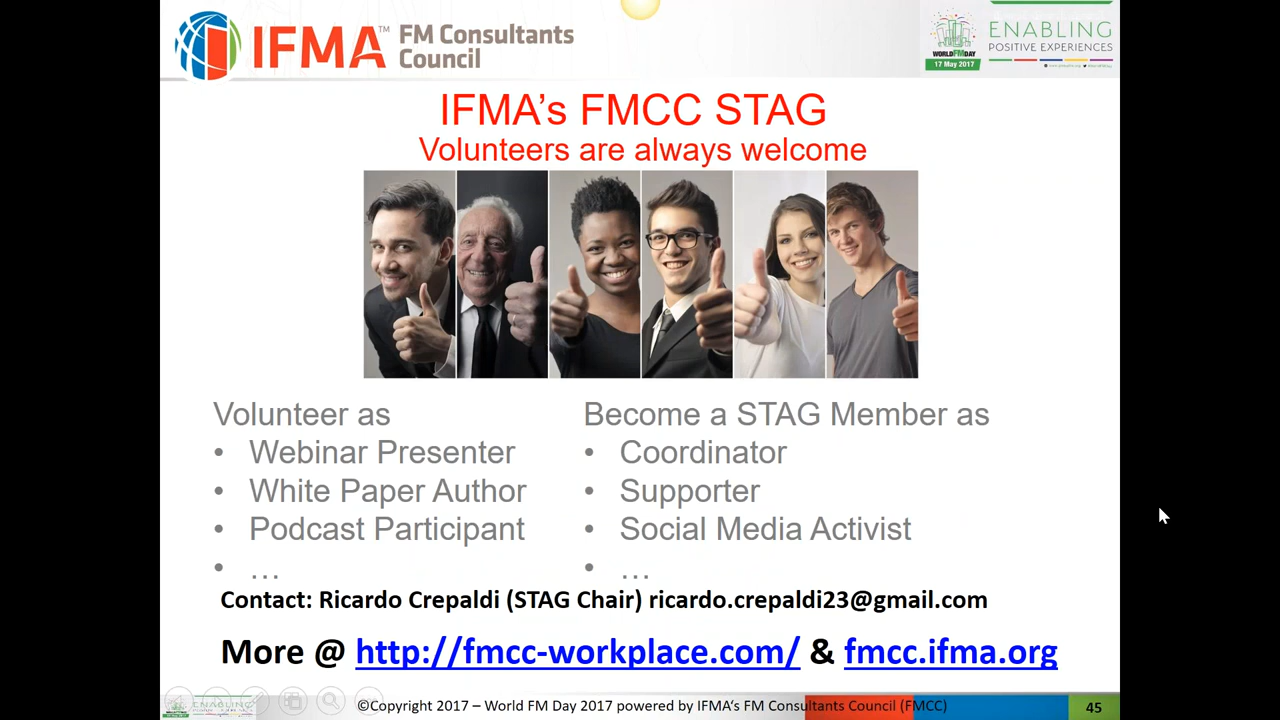 IFMA™ FM Consultants
Council
WORLD FM DAY
17 May 2017
ENABLING
POSITIVE EXPERIENCES
IFMA’s FMCC STAG
Volunteers are always welcome
Volunteer as
• Webinar Presenter
• White Paper Author
• Podcast Participant
• …
Become a STAG Member as
• Coordinator
• Supporter
• Social Media Activist
• …
Contact: Ricardo Crepaldi (STAG Chair) ricardo.crepaldi23@gmail.com
More @ http://fmcc-workplace.com/ & fmcc.ifma.org
ENABLING
©Copyright 2017 – World FM Day 2017 powered by IFMA‘s FM Consultants Council (FMCC)
45